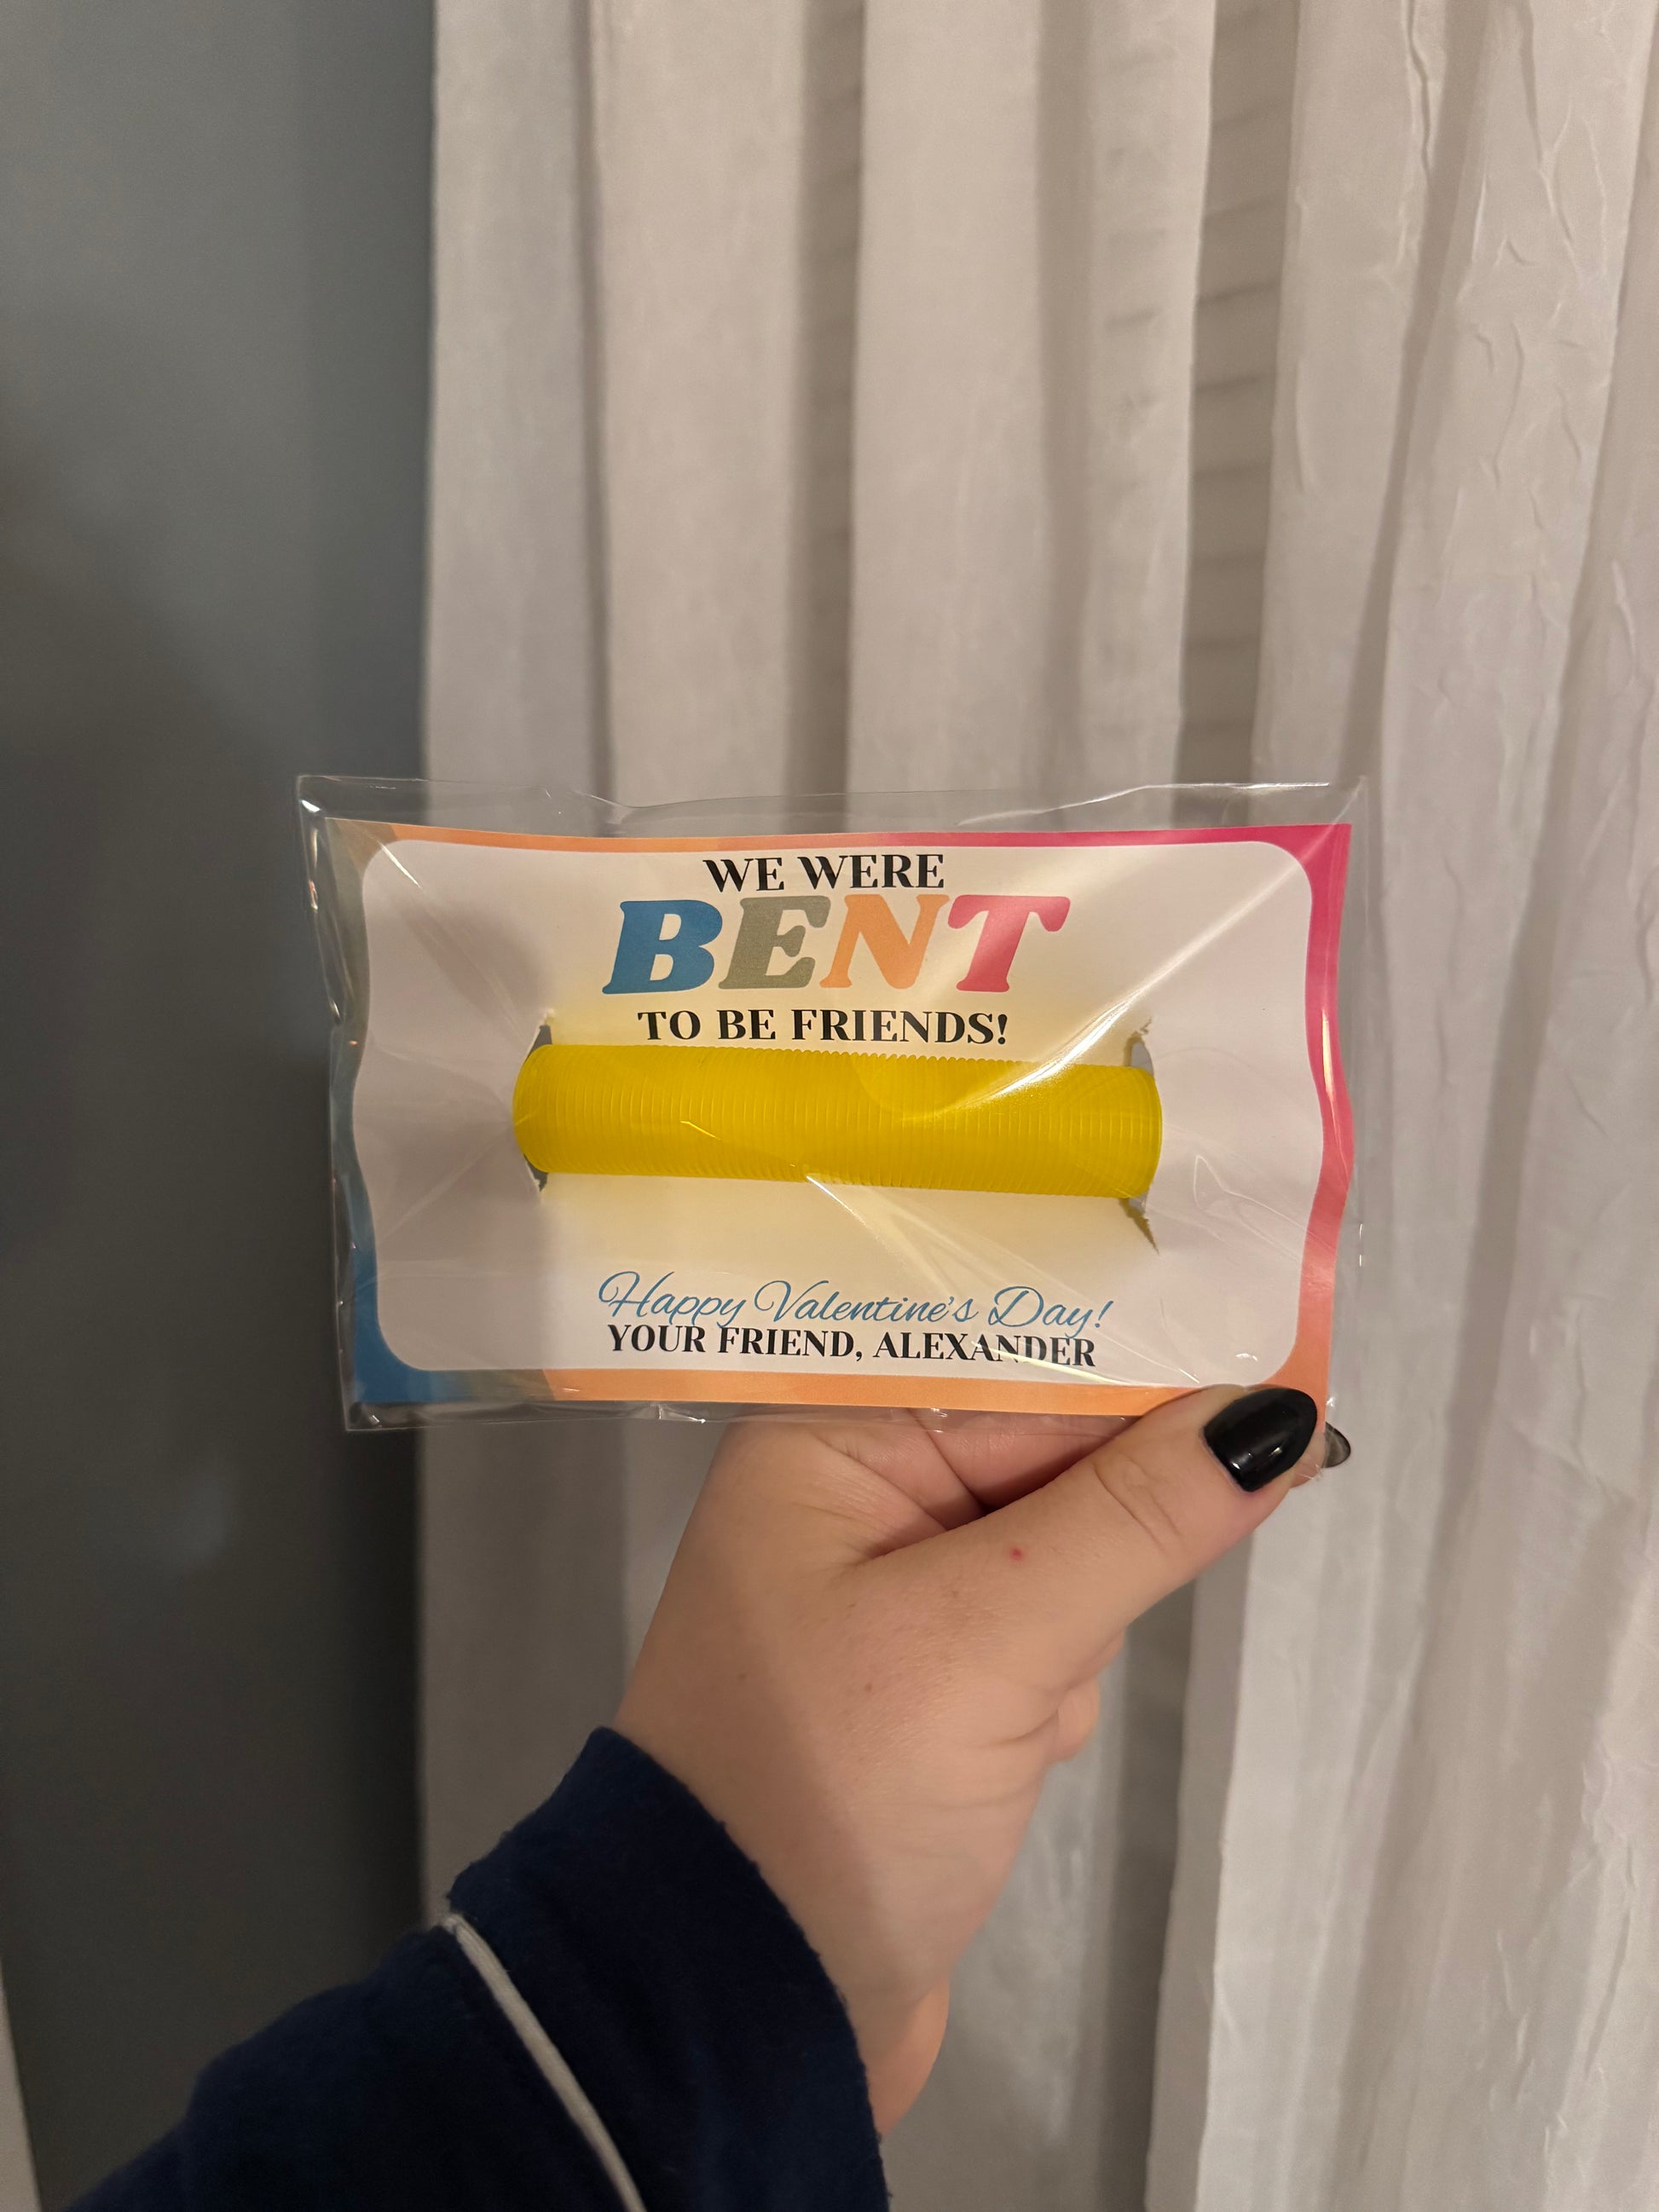 WE WERE
BENT
TO BE FRIENDS!
Happy Valentine's Day!
YOUR FRIEND, ALEXANDER